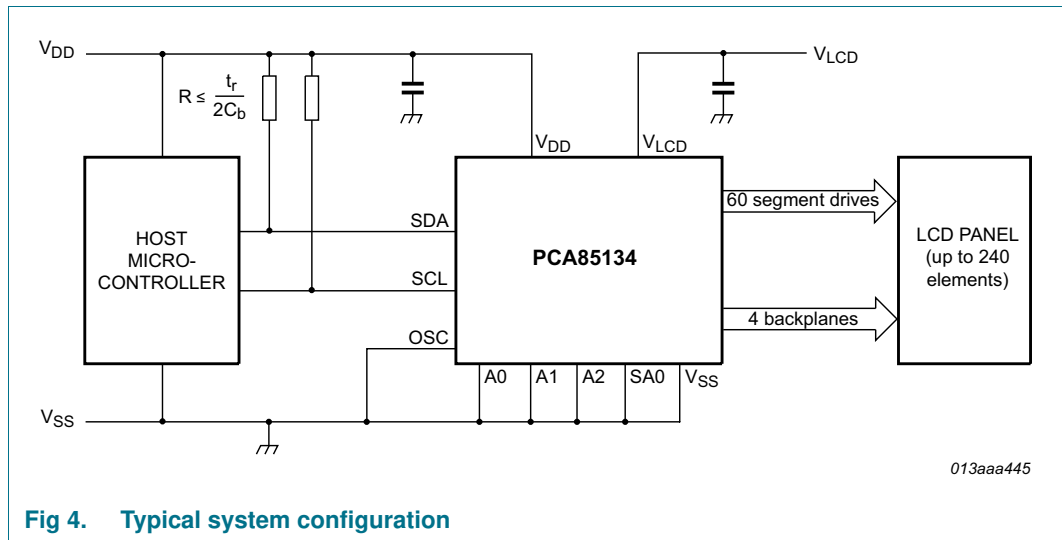 VDD
VLCD
R ≤ tr
2Cb
VDD
VLCD
HOST
MICRO-
CONTROLLER
SDA
SCL
OSC
PCA85134
A0
A1
A2
SA0
VSS
60 segment drives
4 backplanes
LCD PANEL
(up to 240
elements)
VSS
013aaa445
Fig 4. Typical system configuration